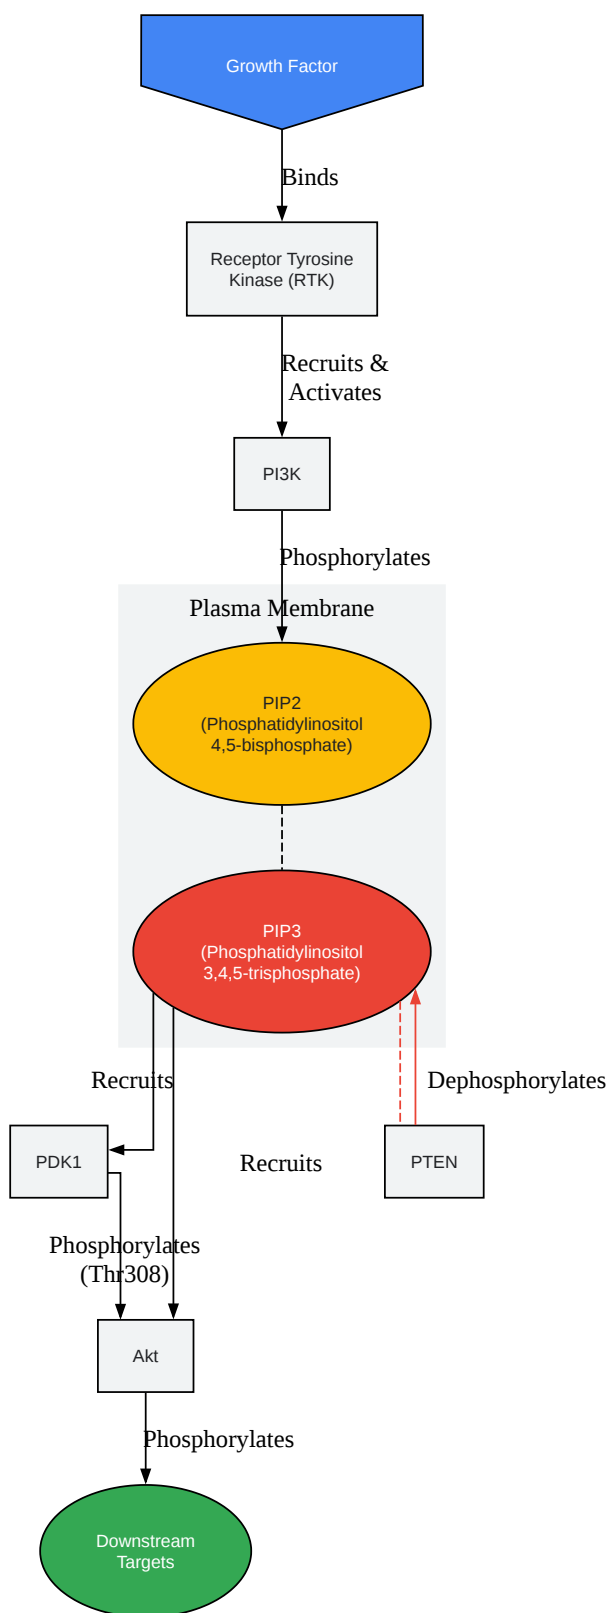 Growth Factor
Binds
Receptor Tyrosine
Kinase (RTK)
Recruits &
Activates
PI3K
Phosphorylates
Plasma Membrane
PIP2
(Phosphatidylinositol
4,5-bisphosphate)
PIP3
(Phosphatidylinositol
3,4,5-trisphosphate)
Recruits
Dephosphorylates
PDK1
Recruits
PTEN
Phosphorylates
(Thr308)
Akt
Phosphorylates
Downstream
Targets